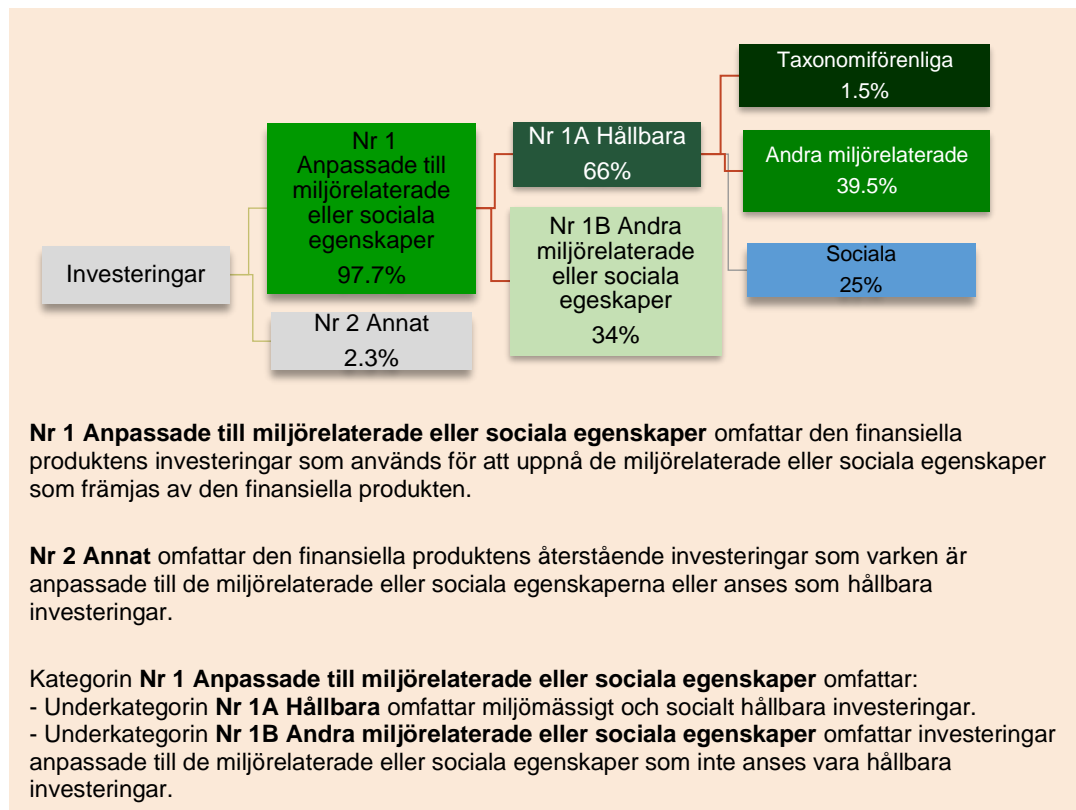 Taxonomiförenliga
1.5%
Nr 1
Anpassade till
miljörelaterade
eller sociala
egenskaper
97.7%
Nr 1A Hållbara
66%
Andra miljörelaterade
39.5%
Nr 1B Andra
miljörelaterade
eller sociala
egeskaper
34%
Investeringar
Sociala
25%
Nr 2 Annat
2.3%
Nr 1 Anpassade till miljörelaterade eller sociala egenskaper omfattar den finansiella
produktens investeringar som används för att uppnå de miljörelaterade eller sociala egenskaper
som främjas av den finansiella produkten.
Nr 2 Annat omfattar den finansiella produktens återstående investeringar som varken är
anpassade till de miljörelaterade eller sociala egenskaperna eller anses som hållbara
investeringar.
Kategorin Nr 1 Anpassade till miljörelaterade eller sociala egenskaper omfattar:
- Underkategorin Nr 1A Hållbara omfattar miljömässigt och socialt hållbara investeringar.
- Underkategorin Nr 1B Andra miljörelaterade eller sociala egenskaper omfattar investeringar
anpassade till de miljörelaterade eller sociala egenskaper som inte anses vara hållbara
investeringar.